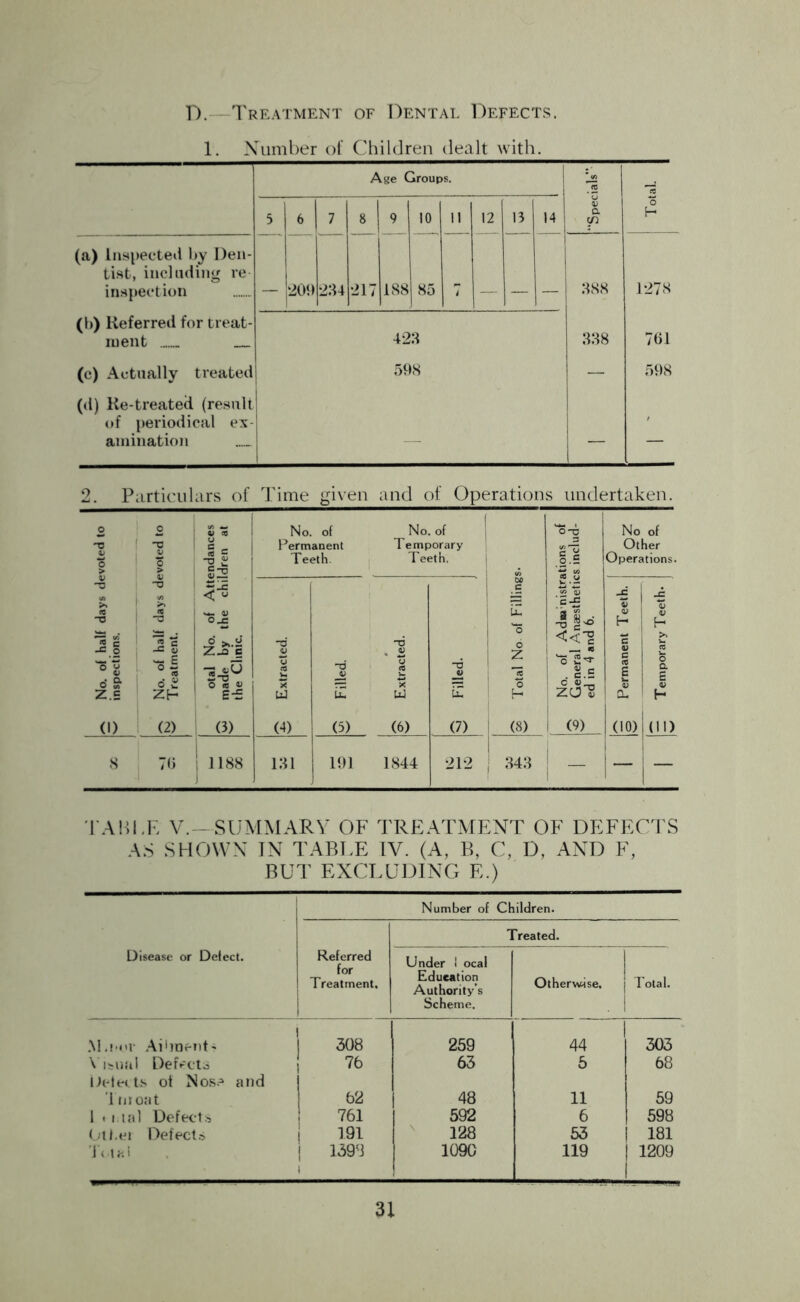 D.—Treatment of Dental Defects.
1. Number of Children dealt with.
Age Groups. "Specials" Total.
5 6 7 8 9 10 11 12 13 14
(a) Inspected by Den-
tist, including re-
inspection — 209 234 217 188 85 7 — — — 388 1278
(b) Referred for treat-
ment 423 338 761
(c) Actually treated 598 — 598
(d) Re-treated (result
of periodical ex-
amination — — —
2. Particulars of Time given and of Operations undertaken.
No. of half days devoted to inspections.
No. of half days devoted to Treatment.
otal No. of Attendances made by the children at the Clinic.
No. of Permanent Teeth.
Extracted.
Filled.
No. of Temporary Teeth.
Extracted.
Filled.
Total No. of Fillings.
No. of Administrations of General Anæsthetics included in 4 and 6.
No of Other Operations.
Permanent Teeth.
Temporary Teeth.
(1) (2) (3) (4) (5) (6) (7) (8) (9) (10) (11)
8 76 1188 131 191 1844 212 343 — — —
TABLE V.—SUMMARY OF TREATMENT OF DEFECTS
AS SHOWN IN TABLE IV. (A, B, C, D, AND F,
BUT EXCLUDING E.)
Number of Children.
Treated.
Disease or Defect.
Referred for Treatment.
Under Local Education Authority's Scheme.
Otherwise.
Total.
Minor Ailments 308 259 44 303
Visual Defects 76 63 5 68
Defects of Nose and
Throat 62 48 11 59
Dental Defects 761 592 6 598
Other Defects 191 128 53 181
Total 1398 1090 119 1209
31